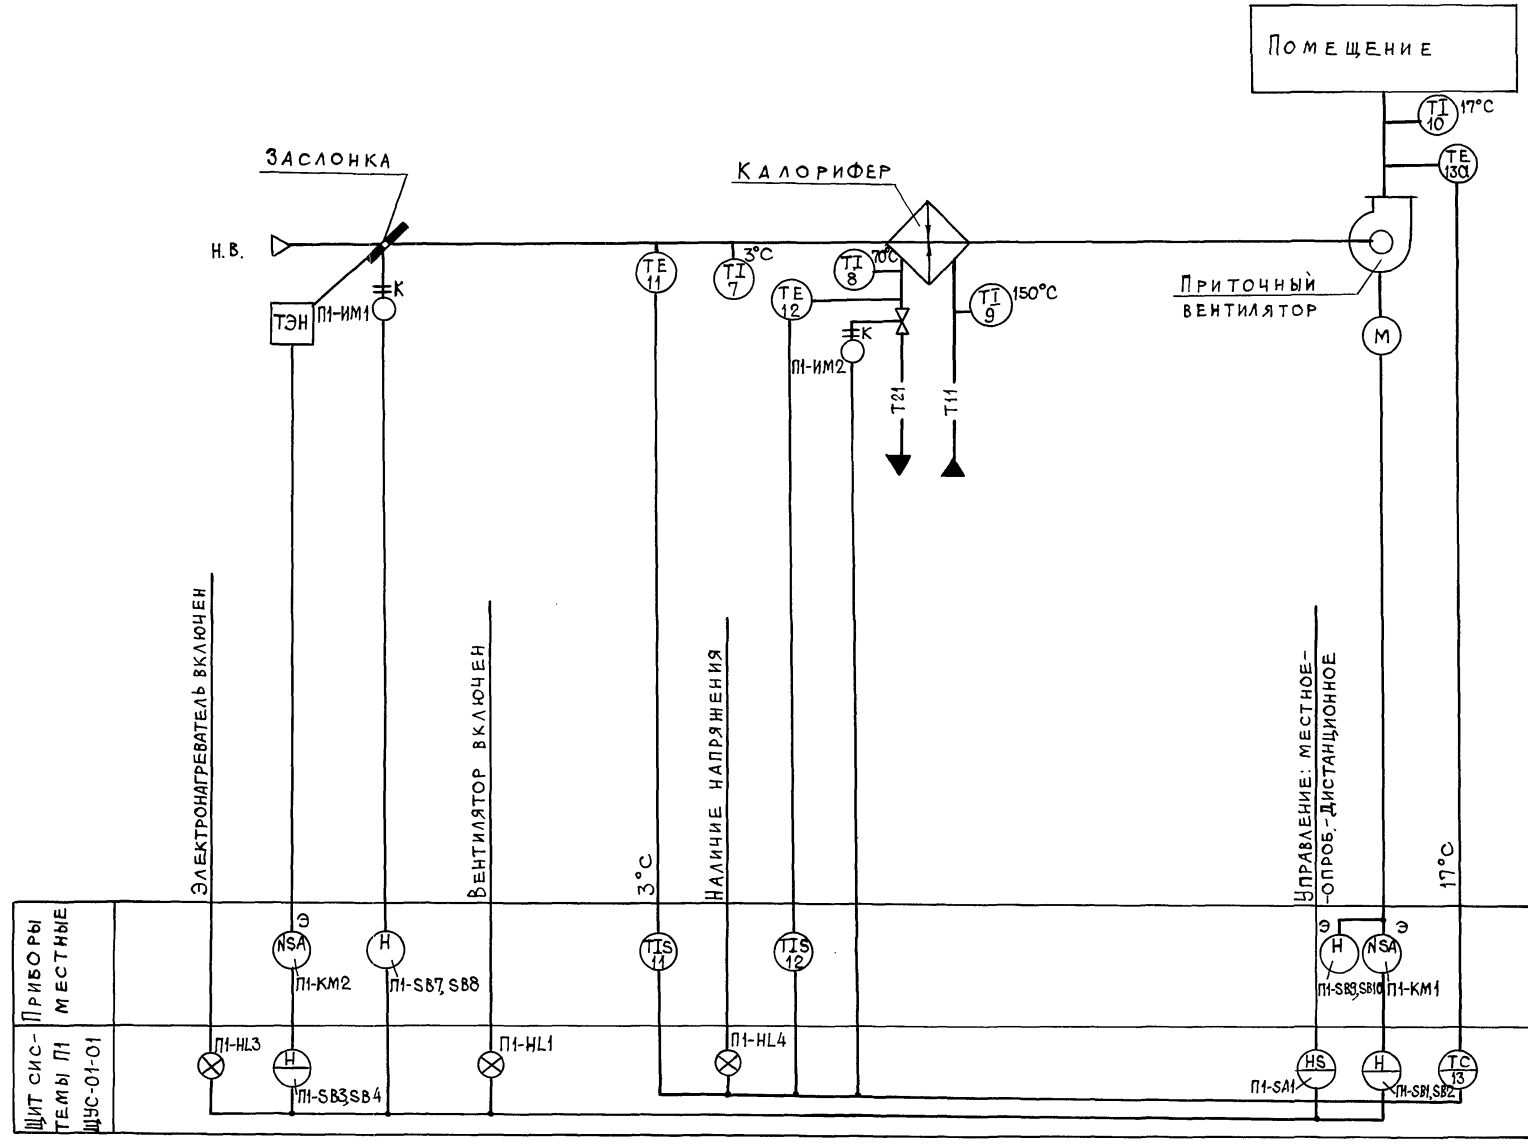 ПОМЕЩЕНИЕ
TI
10
17°С
TE
13а
ЗАСЛОНКА
КАЛОРИФЕР
Н.В.
TE
11
3°С
TI
7
TI
8
70°С
TE
12
TI
9
150°С
ПРИТОЧНЫЙ
ВЕНТИЛЯТОР
К
ТЭН
П1-ИМ1
К
П1-ИМ2
М
Т21
Т11
ЭЛЕКТРОНАГРЕВАТЕЛЬ ВКЛЮЧЕН
ВЕНТИЛЯТОР ВКЛЮЧЕН
3°С
НАЛИЧИЕ НАПРЯЖЕНИЯ
УПРАВЛЕНИЕ: МЕСТНОЕ-
-ОПРОБ.-ДИСТАНЦИОННОЕ
17°С
ПРИБОРЫ
МЕСТНЫЕ
Э
NSA
П1-КМ2
H
П1-SB7,SB8
TIS
11
TIS
12
Э
H
П1-SB9,SB10
Э
NSA
П1-КМ1
ЩИТ СИС-
ТЕМЫ П1
ЩУС-01-01
П1-HL3
H
П1-SB3,SB4
П1-HL1
П1-HL4
HS
П1-SA1
H
П1-SB1,SB2
TC
13